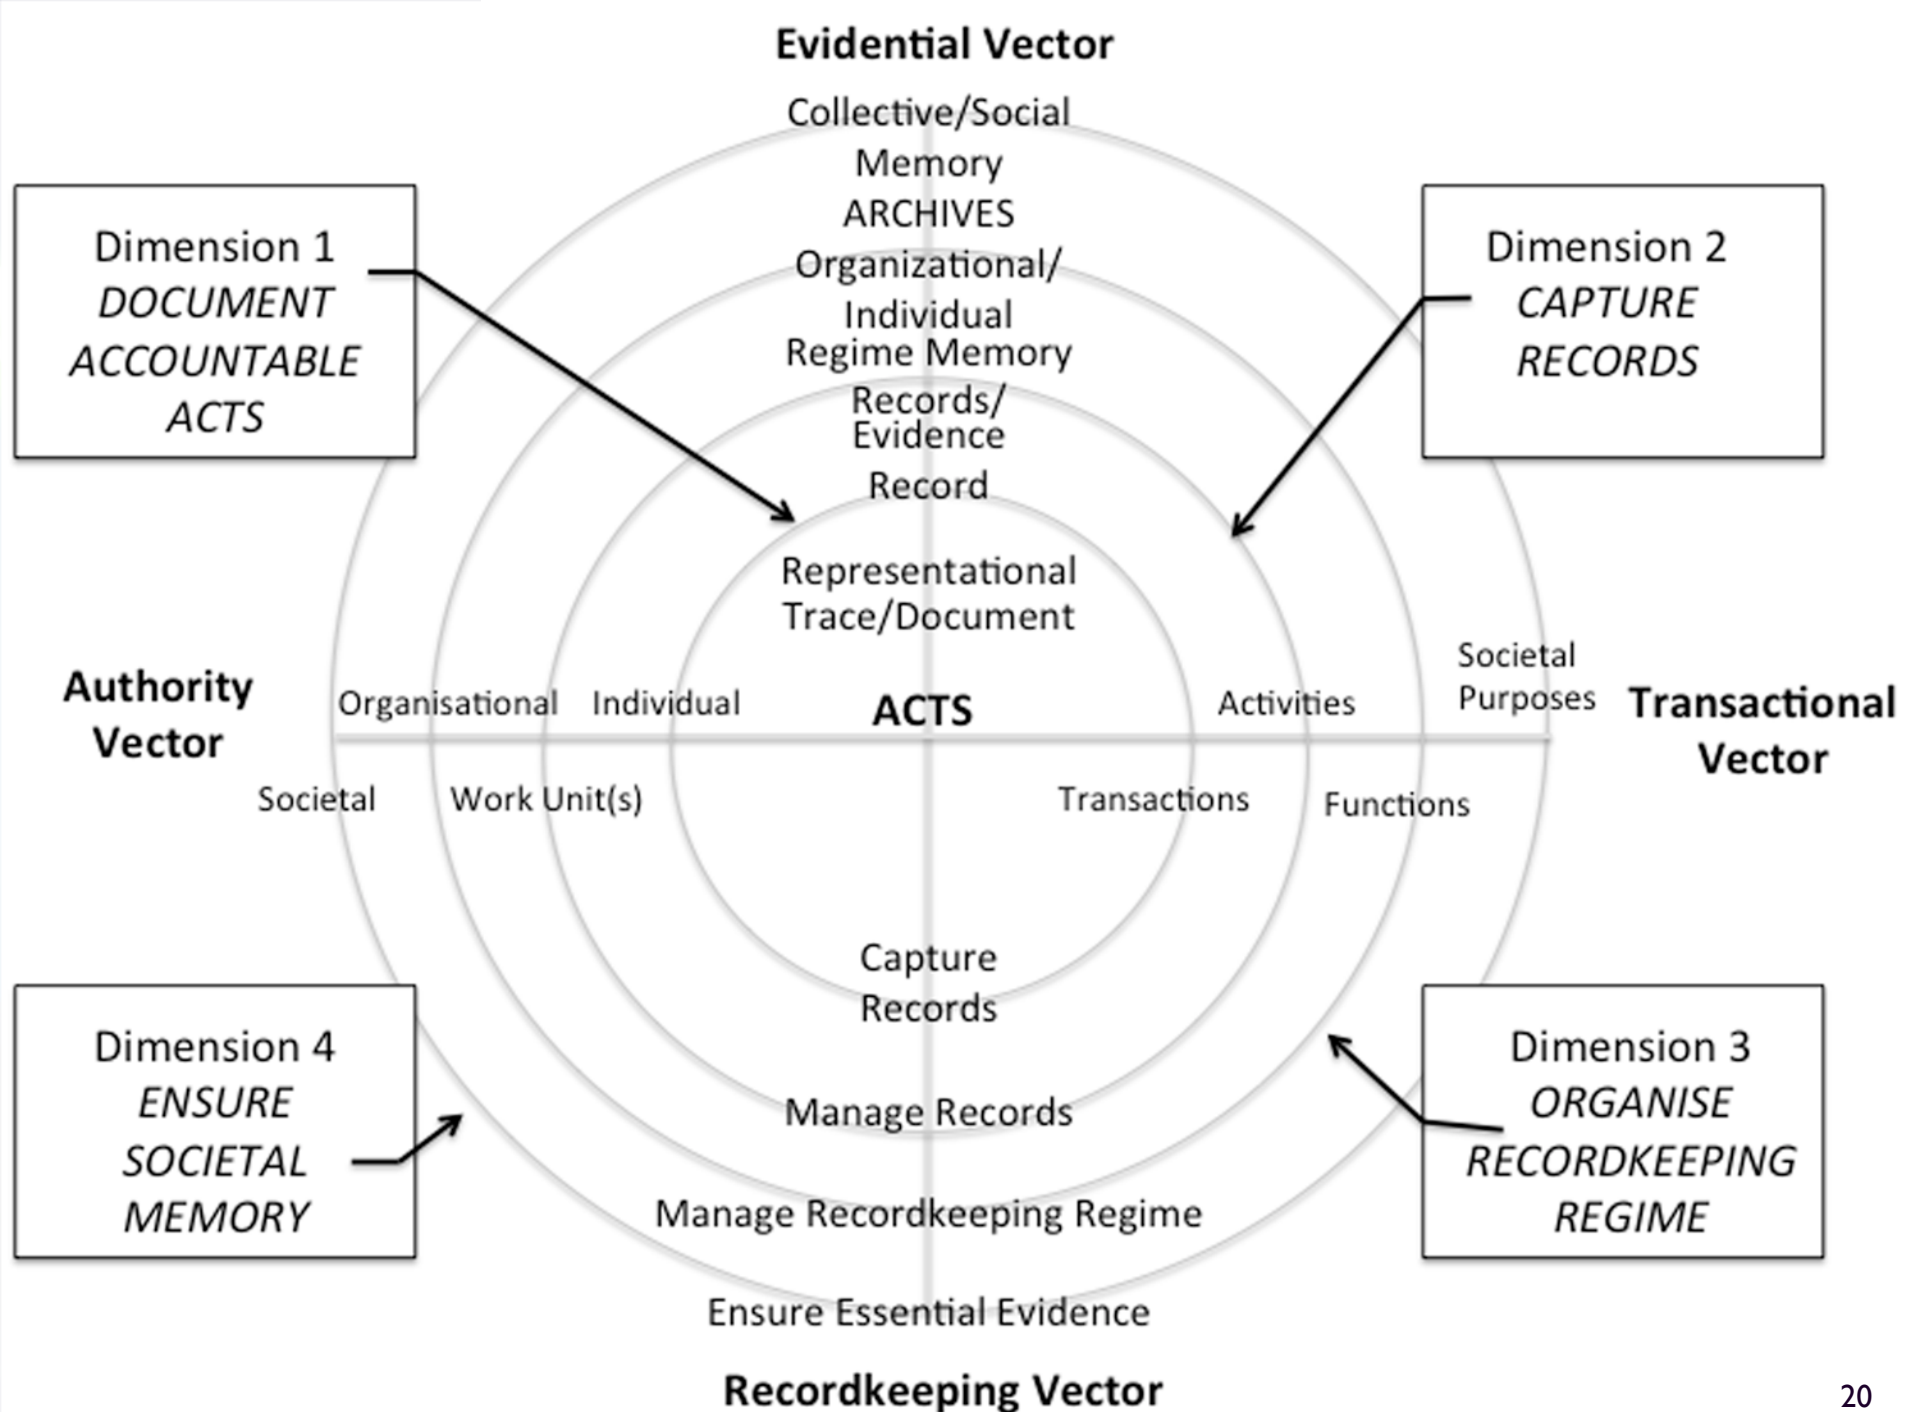 Evidential Vector
Collective/Social
Memory
ARCHIVES
Organizational/
Individual
Regime Memory
Records/
Evidence
Record
Representational
Trace/Document
Dimension 1
DOCUMENT
ACCOUNTABLE
ACTS
Dimension 2
CAPTURE
RECORDS
Authority
Vector
Organisational
Individual
ACTS
Activities
Societal
Purposes
Transactional
Vector
Societal
Work Unit(s)
Transactions
Functions
Capture
Records
Manage Records
Manage Recordkeeping Regime
Ensure Essential Evidence
Dimension 4
ENSURE
SOCIETAL
MEMORY
Dimension 3
ORGANISE
RECORDKEEPING
REGIME
Recordkeeping Vector
20